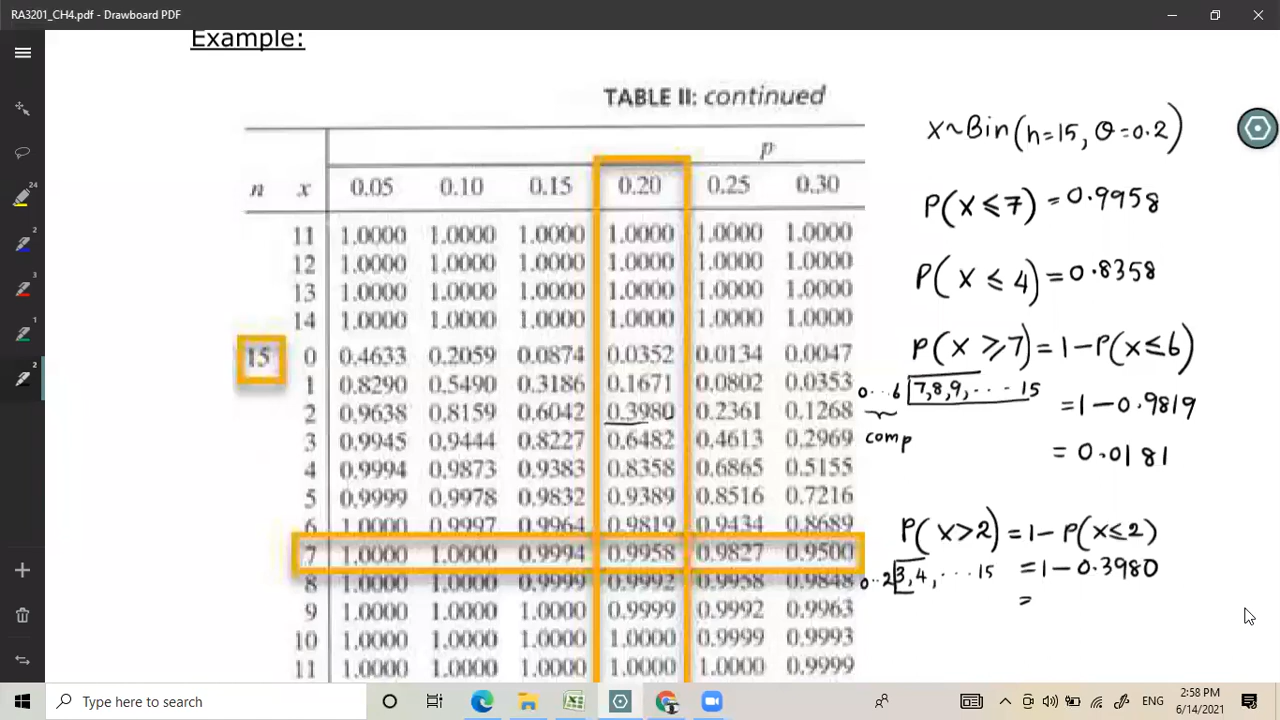 RA3201_CH4.pdf - Drawboard PDF
Example:
TABLE II: continued
p
n x 0.05 0.10 0.15 0.20 0.25 0.30
11 1.0000 1.0000 1.0000 1.0000 1.0000 1.0000
12 1.0000 1.0000 1.0000 1.0000 1.0000 1.0000
13 1.0000 1.0000 1.0000 1.0000 1.0000 1.0000
14 1.0000 1.0000 1.0000 1.0000 1.0000 1.0000
15 0 0.4633 0.2059 0.0874 0.0352 0.0134 0.0047
1 0.8290 0.5490 0.3186 0.1671 0.0802 0.0353
2 0.9638 0.8159 0.6042 0.3980 0.2361 0.1268
3 0.9945 0.9444 0.8227 0.6482 0.4613 0.2969
4 0.9994 0.9873 0.9383 0.8358 0.6865 0.5155
5 0.9999 0.9978 0.9832 0.9389 0.8516 0.7216
6 1.0000 0.9997 0.9964 0.9819 0.9434 0.8689
7 1.0000 1.0000 0.9994 0.9958 0.9827 0.9500
8 1.0000 1.0000 0.9999 0.9992 0.9958 0.9848
9 1.0000 1.0000 1.0000 0.9999 0.9992 0.9963
10 1.0000 1.0000 1.0000 1.0000 0.9999 0.9993
11 1.0000 1.0000 1.0000 1.0000 1.0000 0.9999
X~Bin(n=15, θ=0.2)
P(X≤7) = 0.9958
P(X≤4) = 0.8358
P(X≥7) = 1-P(X≤6)
0...6 7,8,9,.... 15
comp
= 1-0.9819
= 0.0181
P(X>2) = 1-P(X≤2)
0..2 3,4,.... 15 = 1-0.3980
=
24
2
3
1
2
Type here to search
ENG
2:58 PM
6/14/2021